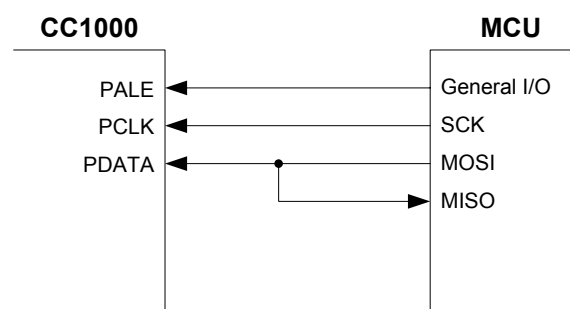 CC1000 MCU
PALE General I/O
PCLK SCK
PDATA MOSI
MISO